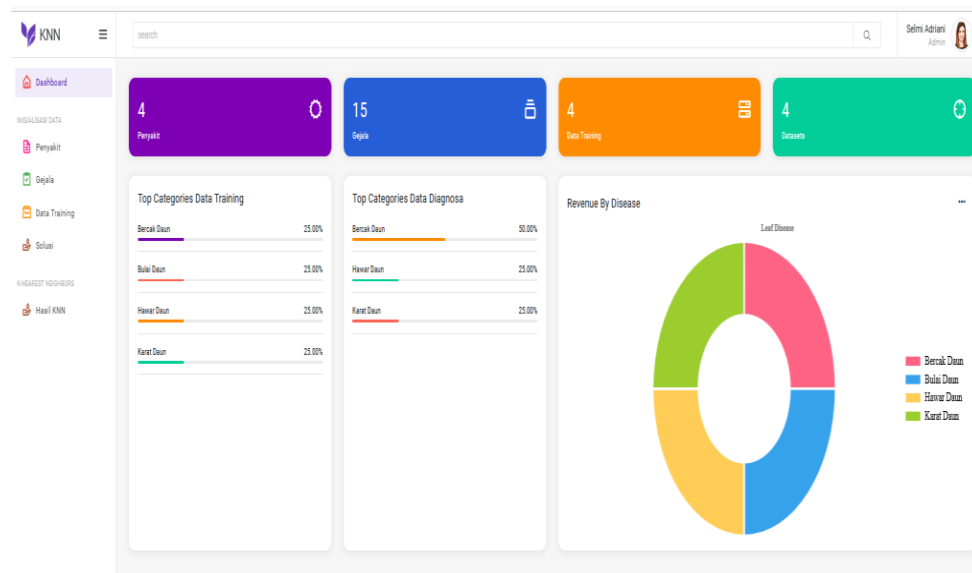 KNN
search
Selmi Adriani
Admin
Dashboard
INISIALISASI DATA
Penyakit
Gejala
Data Training
Solusi
K-NEAREST NEIGHBORS
Hasil KNN
4
Penyakit
15
Gejala
4
Data Training
4
Datasets
Top Categories Data Training
Bercak Daun 25.00%
Bulai Daun 25.00%
Hawar Daun 25.00%
Karat Daun 25.00%
Top Categories Data Diagnosa
Bercak Daun 50.00%
Hawar Daun 25.00%
Karat Daun 25.00%
Revenue By Disease
Leaf Disease
Bercak Daun
Bulai Daun
Hawar Daun
Karat Daun